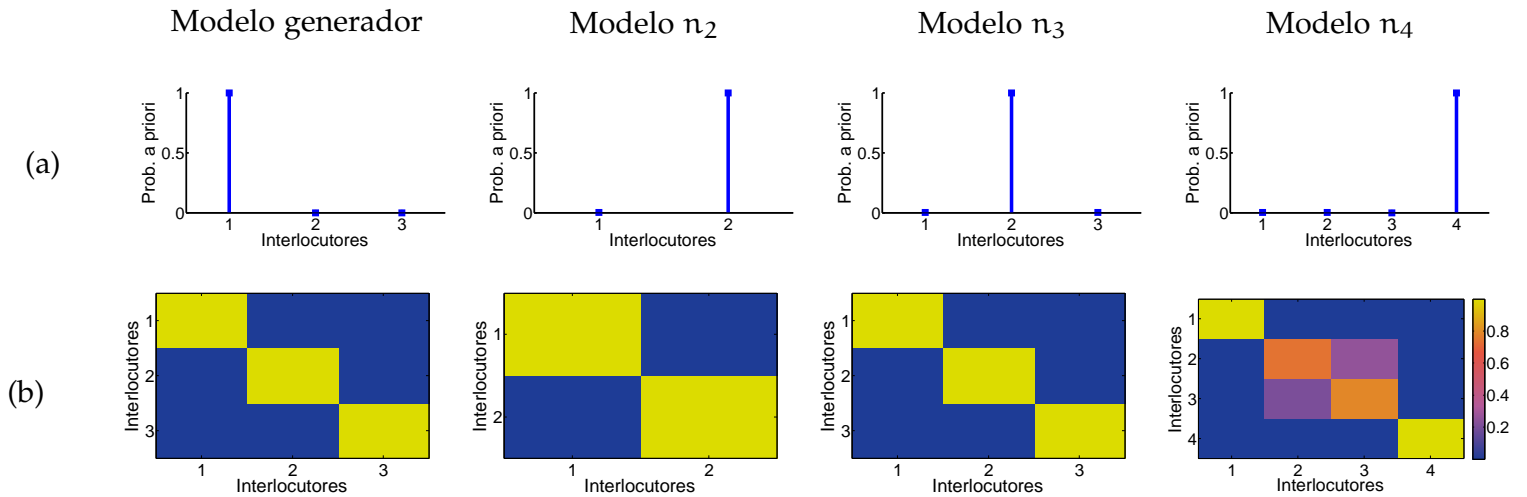 Modelo generador
Modelo n2
Modelo n3
Modelo n4
(a)
Prob. a priori
1
0.5
0
1 2 3
Interlocutores
Prob. a priori
1
0.5
0
1 2
Interlocutores
Prob. a priori
1
0.5
0
1 2 3
Interlocutores
Prob. a priori
1
0.5
0
1 2 3 4
Interlocutores
(b)
Interlocutores
1
2
3
1 2 3
Interlocutores
Interlocutores
1
2
1 2
Interlocutores
Interlocutores
1
2
3
1 2 3
Interlocutores
Interlocutores
1
2
3
4
1 2 3 4
Interlocutores
0.8
0.6
0.4
0.2